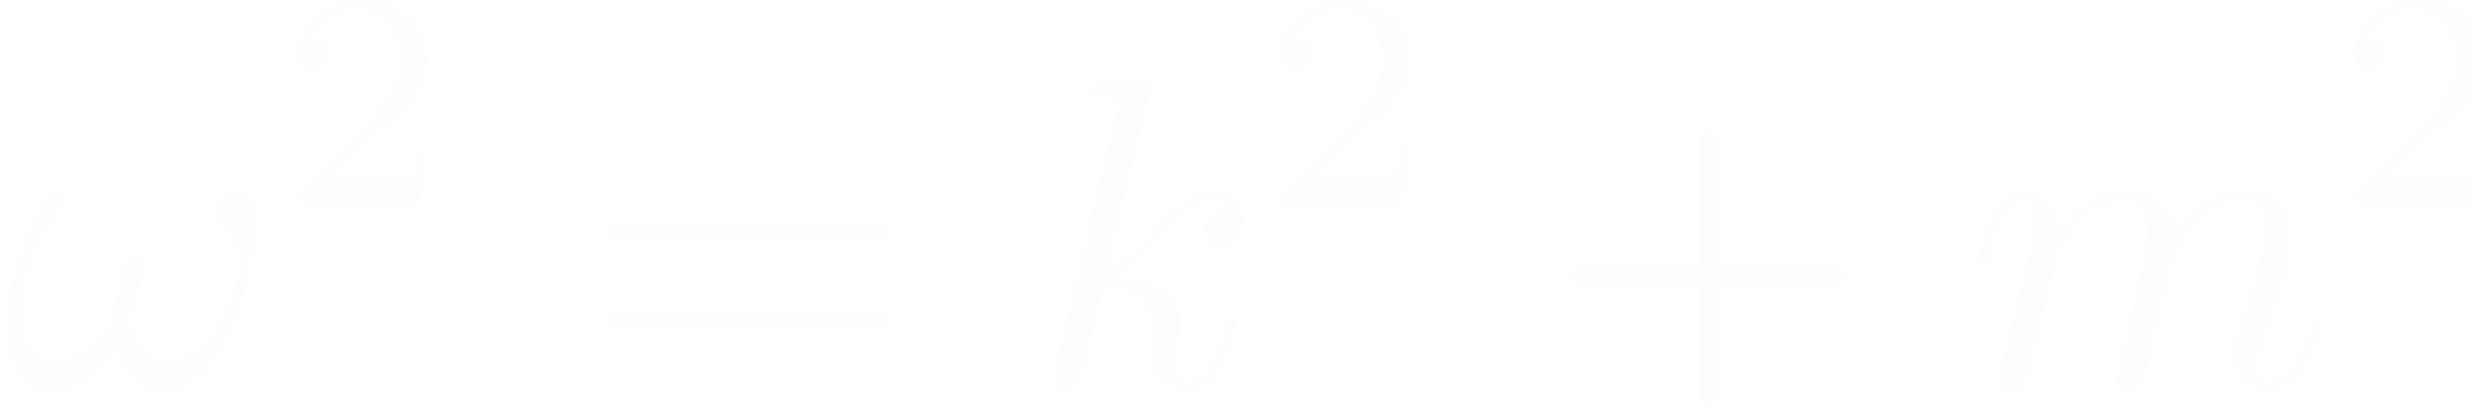 ω² = k² + m²